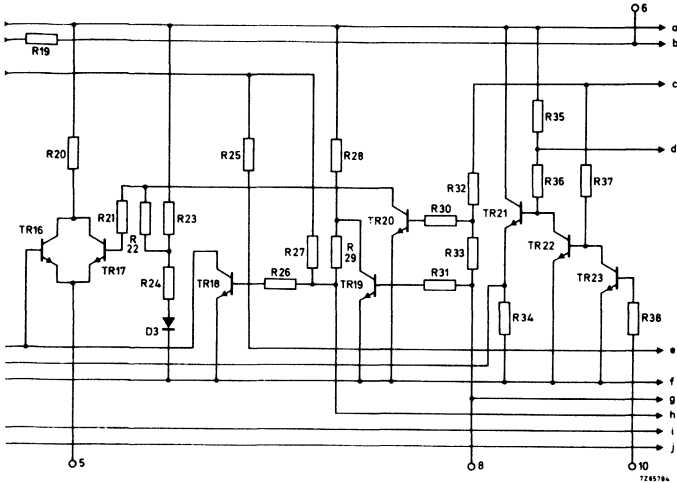 6
a
b
R19
c
R35
d
R20
R25
R28
R36
R37
R32
R21
R
22
R23
TR16
TR17
TR20
R30
TR21
TR22
R27
R
29
R33
TR23
R24
TR18
R26
TR19
R31
D3
R34
R38
e
f
g
h
i
j
5
8
10
7Z85784